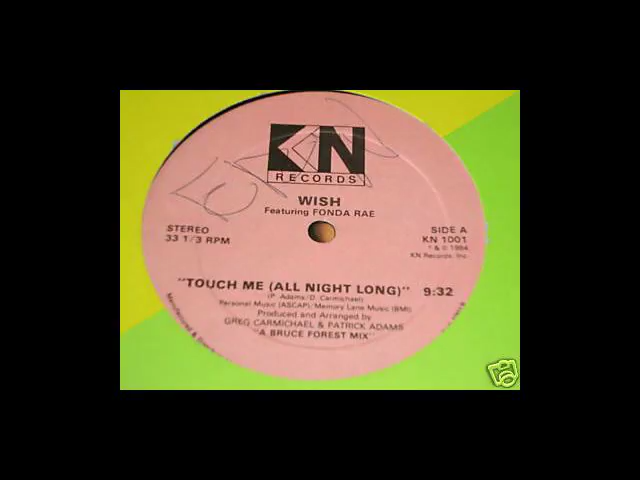 KN
RECORDS
WISH
Featuring FONDA RAE
STEREO
33 1/3 RPM
SIDE A
KN 1001
℗ & © 1984
KN Records, Inc.
"TOUCH ME (ALL NIGHT LONG)" 9:32
(P. Adams/D. Carmichael)
Personal Music (ASCAP)/Memory Lane Music (BMI)
Produced and Arranged by
GREG CARMICHAEL & PATRICK ADAMS
"A BRUCE FOREST MIX"
Manufactured &